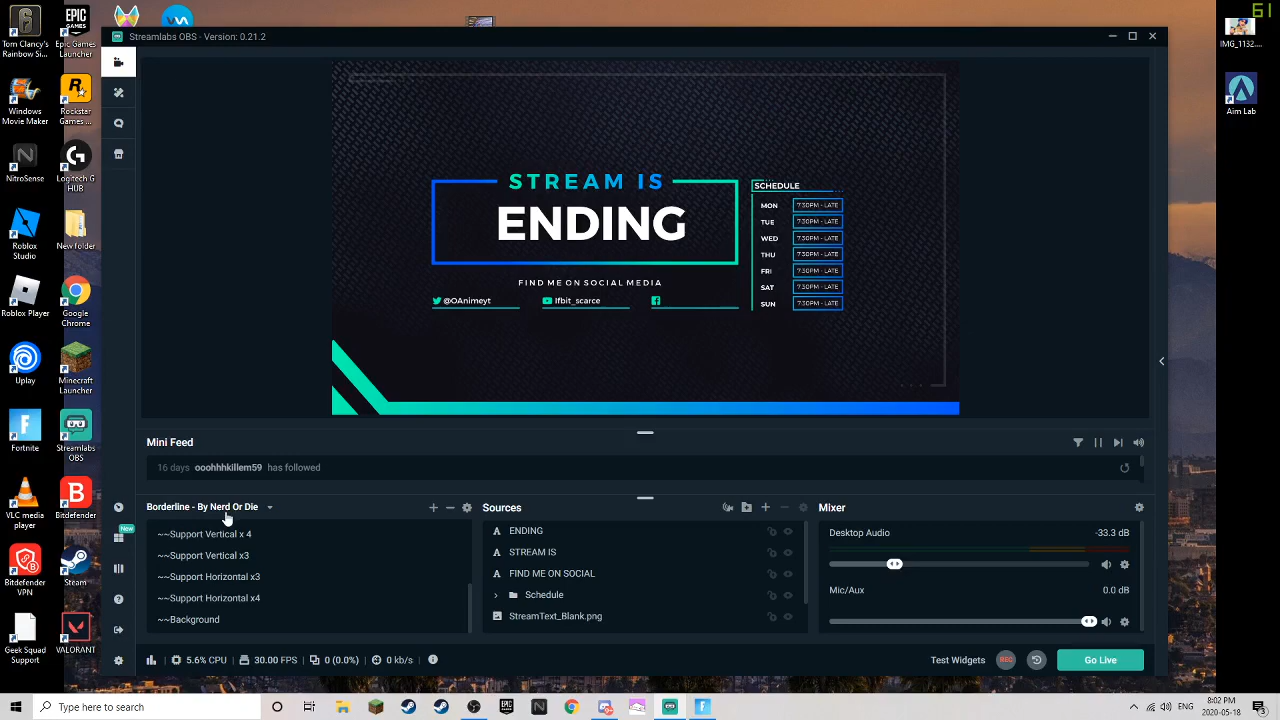 61
Streamlabs OBS - Version: 0.21.2
Tom Clancy's
Rainbow Si...
Epic Games
Launcher
IMG_1132....
Windows
Movie Maker
Rockstar
Games ...
Aim Lab
NitroSense
Logitech G
HUB
Roblox
Studio
New folder
Roblox Player
Google
Chrome
Uplay
Minecraft
Launcher
Fortnite
Streamlabs
OBS
VLC media
player
Bitdefender
Bitdefender
VPN
Steam
Geek Squad
Support
VALORANT
STREAM IS
ENDING
FIND ME ON SOCIAL MEDIA
@OAnimeyt
lfbit_scarce
SCHEDULE
MON 7:30PM - LATE
TUE 7:30PM - LATE
WED 7:30PM - LATE
THU 7:30PM - LATE
FRI 7:30PM - LATE
SAT 7:30PM - LATE
SUN 7:30PM - LATE
Mini Feed
16 days ooohhhkillem59 has followed
Borderline - By Nerd Or Die
~~Support Vertical x 4
~~Support Vertical x3
~~Support Horizontal x3
~~Support Horizontal x4
~~Background
New
Sources
ENDING
STREAM IS
FIND ME ON SOCIAL
Schedule
StreamText_Blank.png
Mixer
Desktop Audio -33.3 dB
Mic/Aux 0.0 dB
5.6% CPU 30.00 FPS 0 (0.0%) 0 kb/s
Test Widgets REC Go Live
Type here to search
ENG
8:02 PM
2020-05-18
3